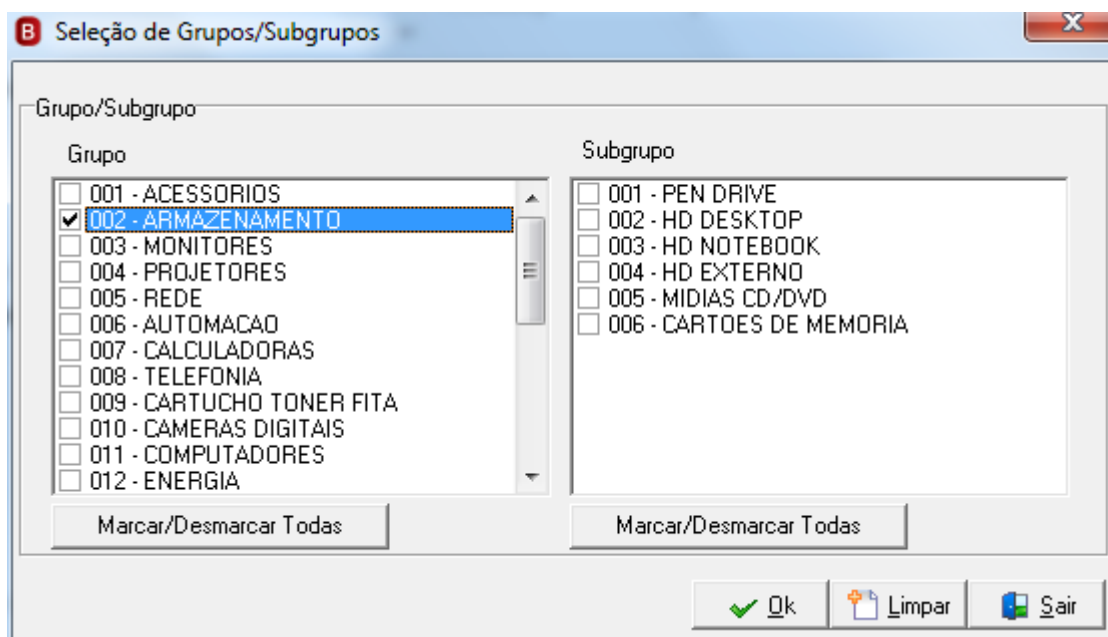 B Seleção de Grupos/Subgrupos
Grupo/Subgrupo
Grupo
001 - ACESSORIOS
002 - ARMAZENAMENTO
003 - MONITORES
004 - PROJETORES
005 - REDE
006 - AUTOMACAO
007 - CALCULADORAS
008 - TELEFONIA
009 - CARTUCHO TONER FITA
010 - CAMERAS DIGITAIS
011 - COMPUTADORES
012 - ENERGIA
Marcar/Desmarcar Todas
Subgrupo
001 - PEN DRIVE
002 - HD DESKTOP
003 - HD NOTEBOOK
004 - HD EXTERNO
005 - MIDIAS CD/DVD
006 - CARTOES DE MEMORIA
Marcar/Desmarcar Todas
Ok Limpar Sair